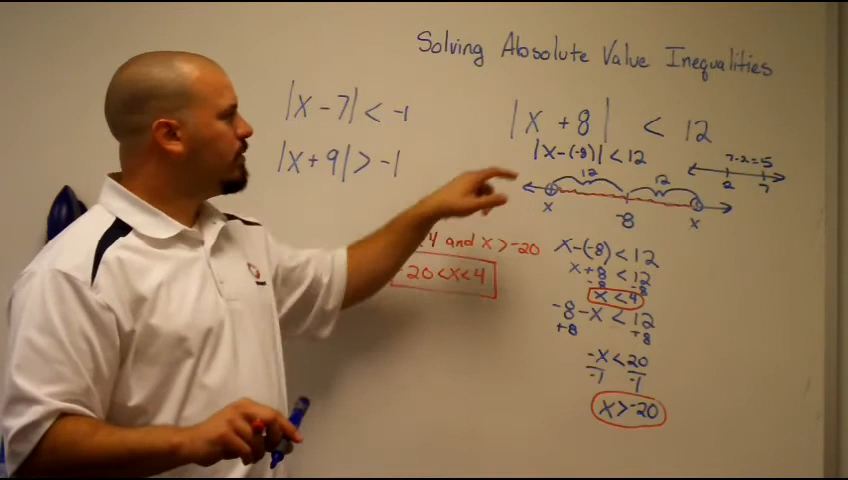 Solving Absolute Value Inequalities
|x - 7| < -1
|x + 9| > -1
|x + 8| < 12
|x-(-8)| < 12
7-2=5
2 7
12 12
x -8 x
4 and x > -20
-20<x<4
x-(-8) < 12
x+8 < 12
-8 -8
x < 4
-8-x < 12
+8 +8
-x < 20
-1 -1
x > -20